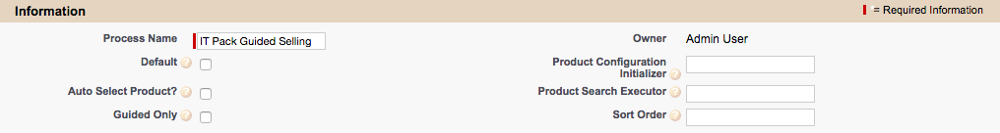 Information
= Required Information
Process Name IT Pack Guided Selling
Owner Admin User
Default ?
Product Configuration
Initializer ?
Auto Select Product? ?
Product Search Executor ?
Guided Only ?
Sort Order ?